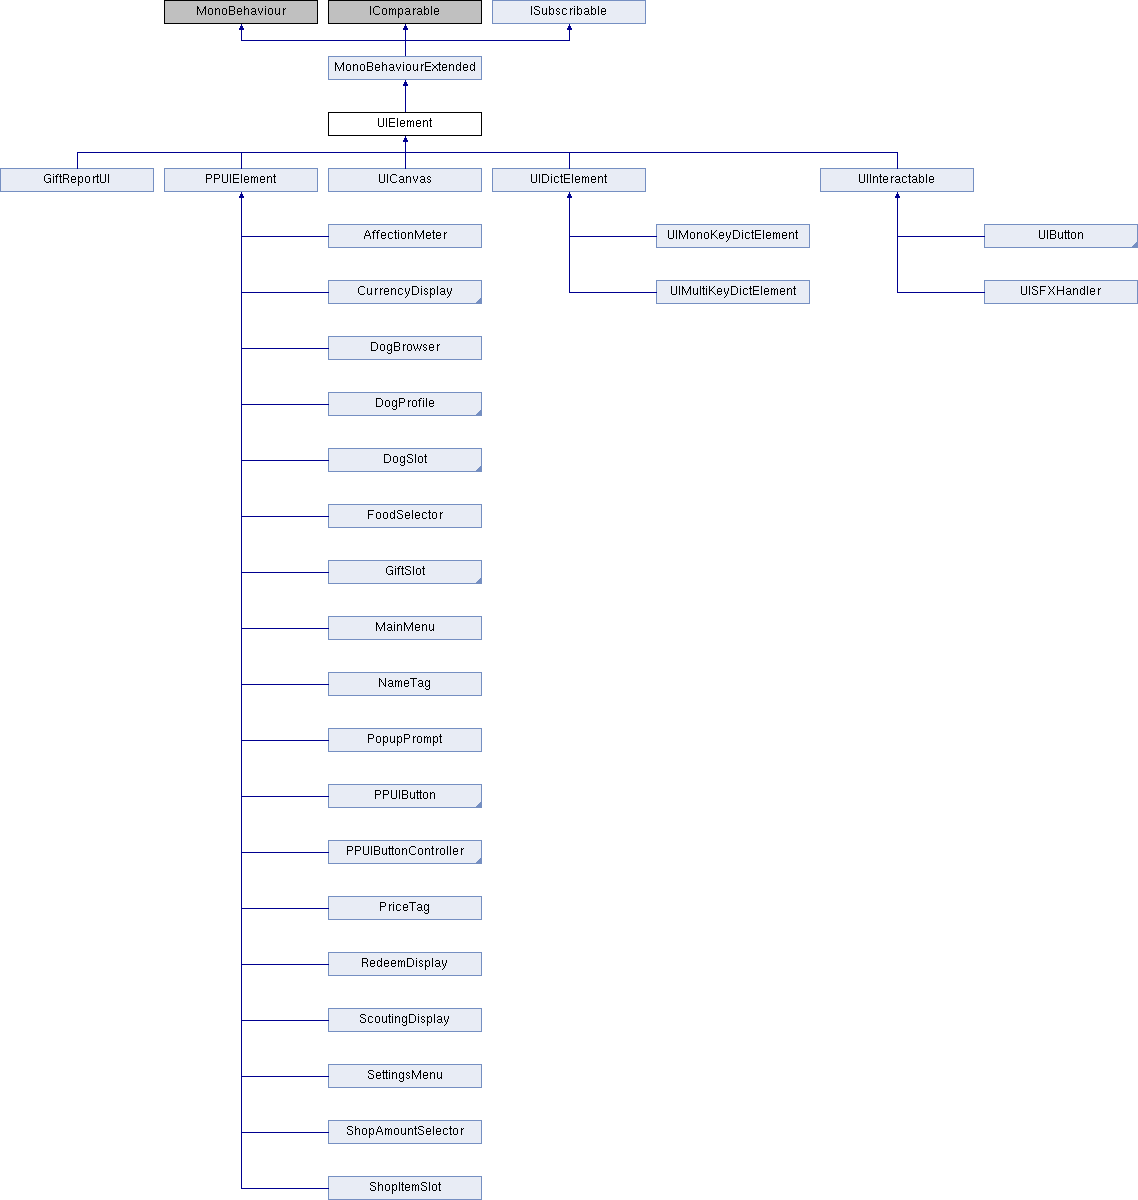 MonoBehaviour
IComparable
ISubscribable
MonoBehaviourExtended
UIElement
GiftReportUI
PPUIElement
UICanvas
UIDictElement
UIInteractable
AffectionMeter
UIMonoKeyDictElement
UIButton
CurrencyDisplay
UIMultiKeyDictElement
UISFXHandler
DogBrowser
DogProfile
DogSlot
FoodSelector
GiftSlot
MainMenu
NameTag
PopupPrompt
PPUIButton
PPUIButtonController
PriceTag
RedeemDisplay
ScoutingDisplay
SettingsMenu
ShopAmountSelector
ShopItemSlot